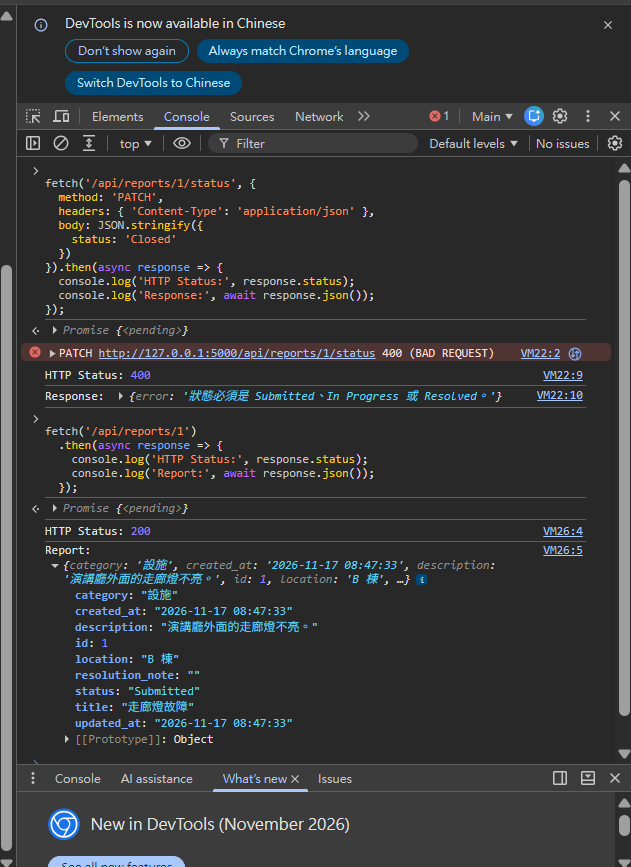 DevTools is now available in Chinese
Don't show again
Always match Chrome's language
Switch DevTools to Chinese
Elements
Console
Sources
Network
1
Main
top
Filter
Default levels
No issues
fetch('/api/reports/1/status', {
method: 'PATCH',
headers: { 'Content-Type': 'application/json' },
body: JSON.stringify({
status: 'Closed'
})
}).then(async response => {
console.log('HTTP Status:', response.status);
console.log('Response:', await response.json());
});
Promise {<pending>}
PATCH http://127.0.0.1:5000/api/reports/1/status 400 (BAD REQUEST) VM22:2
HTTP Status: 400 VM22:9
Response: {error: '狀態必須是 Submitted、In Progress 或 Resolved。'} VM22:10
fetch('/api/reports/1')
.then(async response => {
console.log('HTTP Status:', response.status);
console.log('Report:', await response.json());
});
Promise {<pending>}
HTTP Status: 200 VM26:4
Report: VM26:5
{category: '設施', created_at: '2026-11-17 08:47:33', description:
'演講廳外面的走廊燈不亮。', id: 1, location: 'B 棟', …}
category: "設施"
created_at: "2026-11-17 08:47:33"
description: "演講廳外面的走廊燈不亮。"
id: 1
location: "B 棟"
resolution_note: ""
status: "Submitted"
title: "走廊燈故障"
updated_at: "2026-11-17 08:47:33"
[[Prototype]]: Object
Console
AI assistance
What's new
Issues
New in DevTools (November 2026)
See all new features